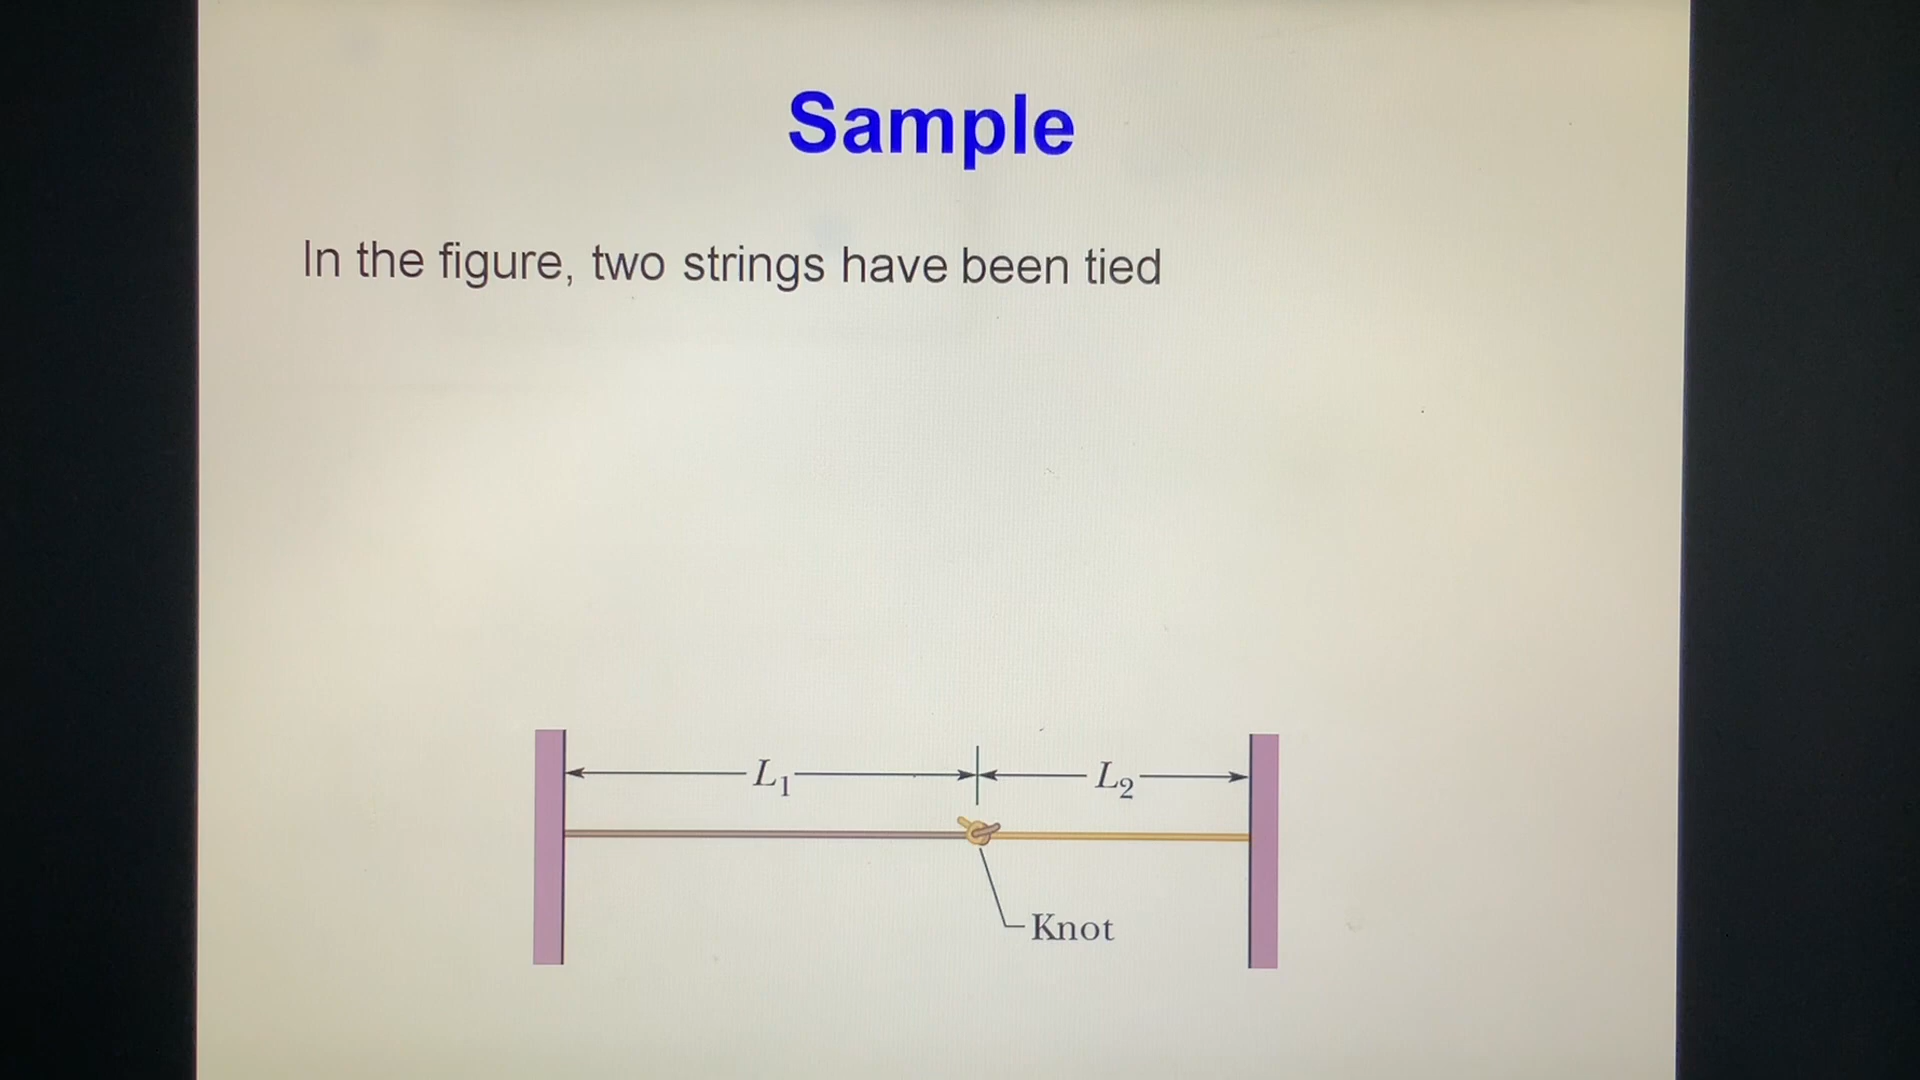 Sample
In the figure, two strings have been tied
L₁ L₂
Knot